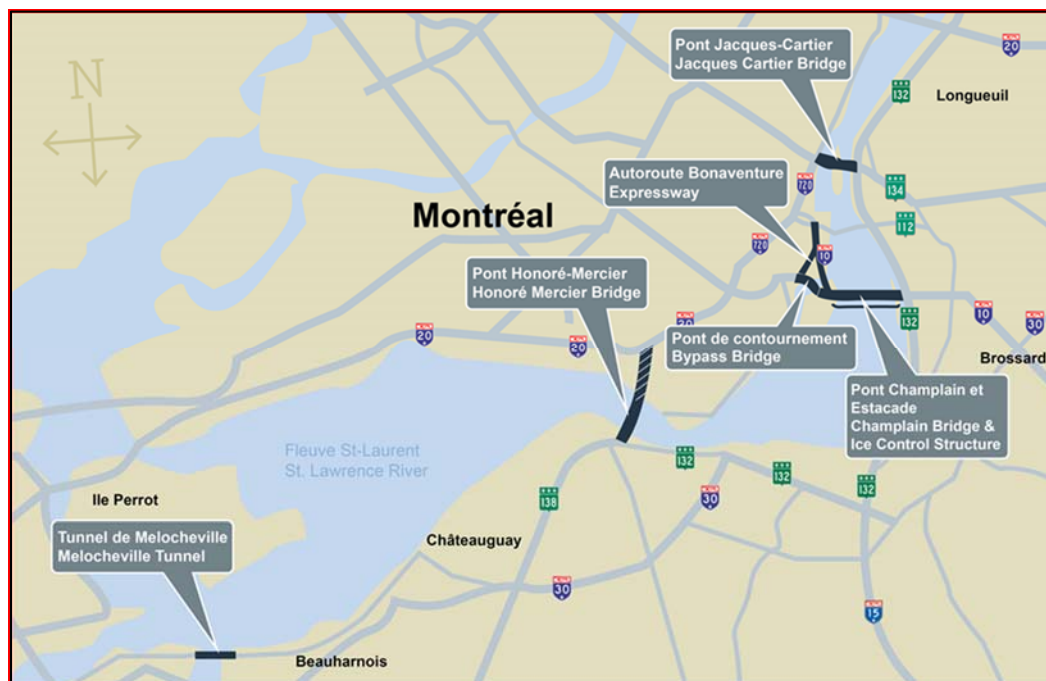 Pont Jacques-Cartier
Jacques Cartier Bridge
20
132
Longueuil
N
Autoroute Bonaventure
Expressway
720
134
112
Montréal
720
10
Pont Honoré-Mercier
Honoré Mercier Bridge
20
20
20
132
10
30
Pont de contournement
Bypass Bridge
Brossard
Pont Champlain et
Estacade
Champlain Bridge &
Ice Control Structure
Fleuve St-Laurent
St. Lawrence River
132
132
132
138
30
Ile Perrot
Tunnel de Melocheville
Melocheville Tunnel
Châteauguay
30
15
Beauharnois